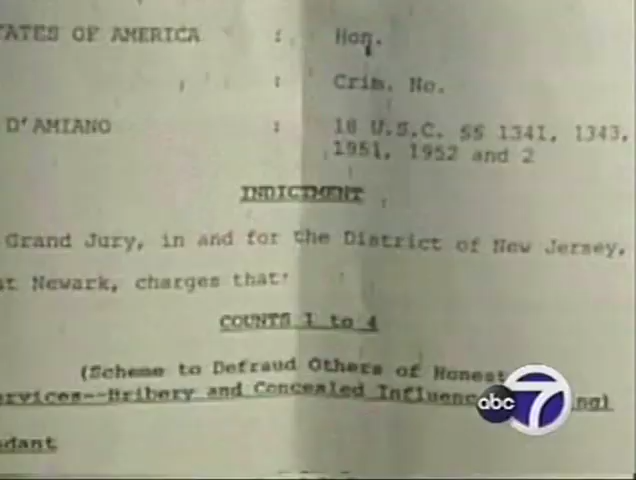 ATES OF AMERICA : Hon.
: Crim. No.
D'AMIANO : 18 U.S.C. SS 1341, 1343,
1951, 1952 and 2
INDICTMENT
Grand Jury, in and for the District of New Jersey,
at Newark, charges that:
COUNTS 1 to 4
(Scheme to Defraud Others of Honest
ervices--Bribery and Concealed Influence
ndant
abc 7